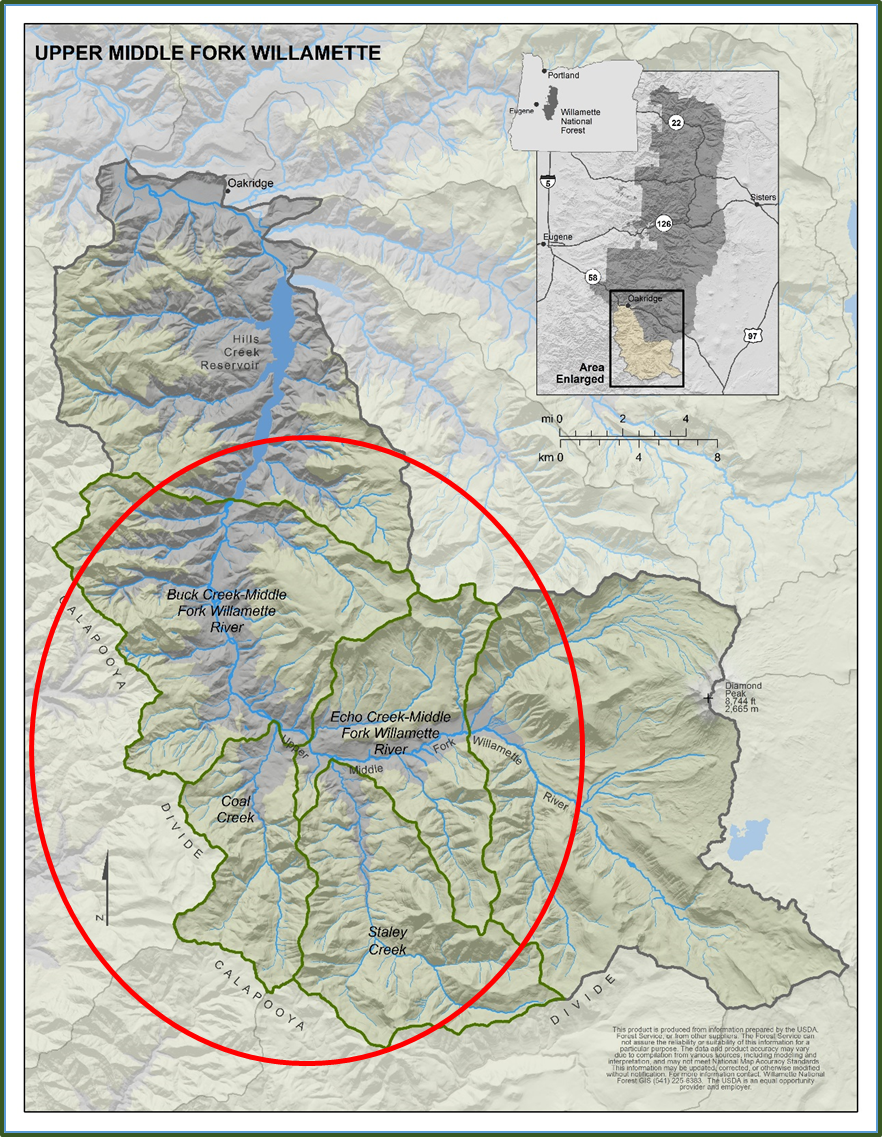 UPPER MIDDLE FORK WILLAMETTE
Portland
Eugene
Willamette
National
Forest
22
5
Sisters
126
Eugene
58
Oakridge
97
Area
Enlarged
Oakridge
Hills
Creek
Reservoir
mi 0 2 4
km 0 4 8
Buck Creek-Middle
Fork Willamette
River
CALAPOOYA
Diamond
Peak
8,744 ft
2,665 m
Echo Creek-Middle
Fork Willamette
River
Upper
Middle
Fork
Willamette
River
Coal
Creek
DIVIDE
N
Staley
Creek
CALAPOOYA
DIVIDE
This product is produced from information prepared by the USDA,
Forest Service, or from other suppliers. The Forest Service can
not assure the reliability or suitability of this information for a
particular purpose. The data and product accuracy may vary
due to compilation from various sources, including modeling and
interpretation, and may not meet National Map Accuracy Standards.
This information may be updated, corrected, or otherwise modified
without notification. For more information contact: Willamette National
Forest GIS (541) 225-6383. The USDA is an equal opportunity
provider and employer.